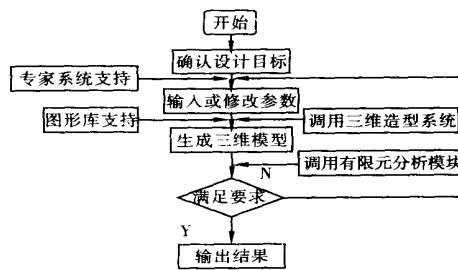 开始
确认设计目标
专家系统支持
输入或修改参数
图形库支持
调用三维造型系统
生成三维模型
调用有限元分析模块
N
满足要求
Y
输出结果